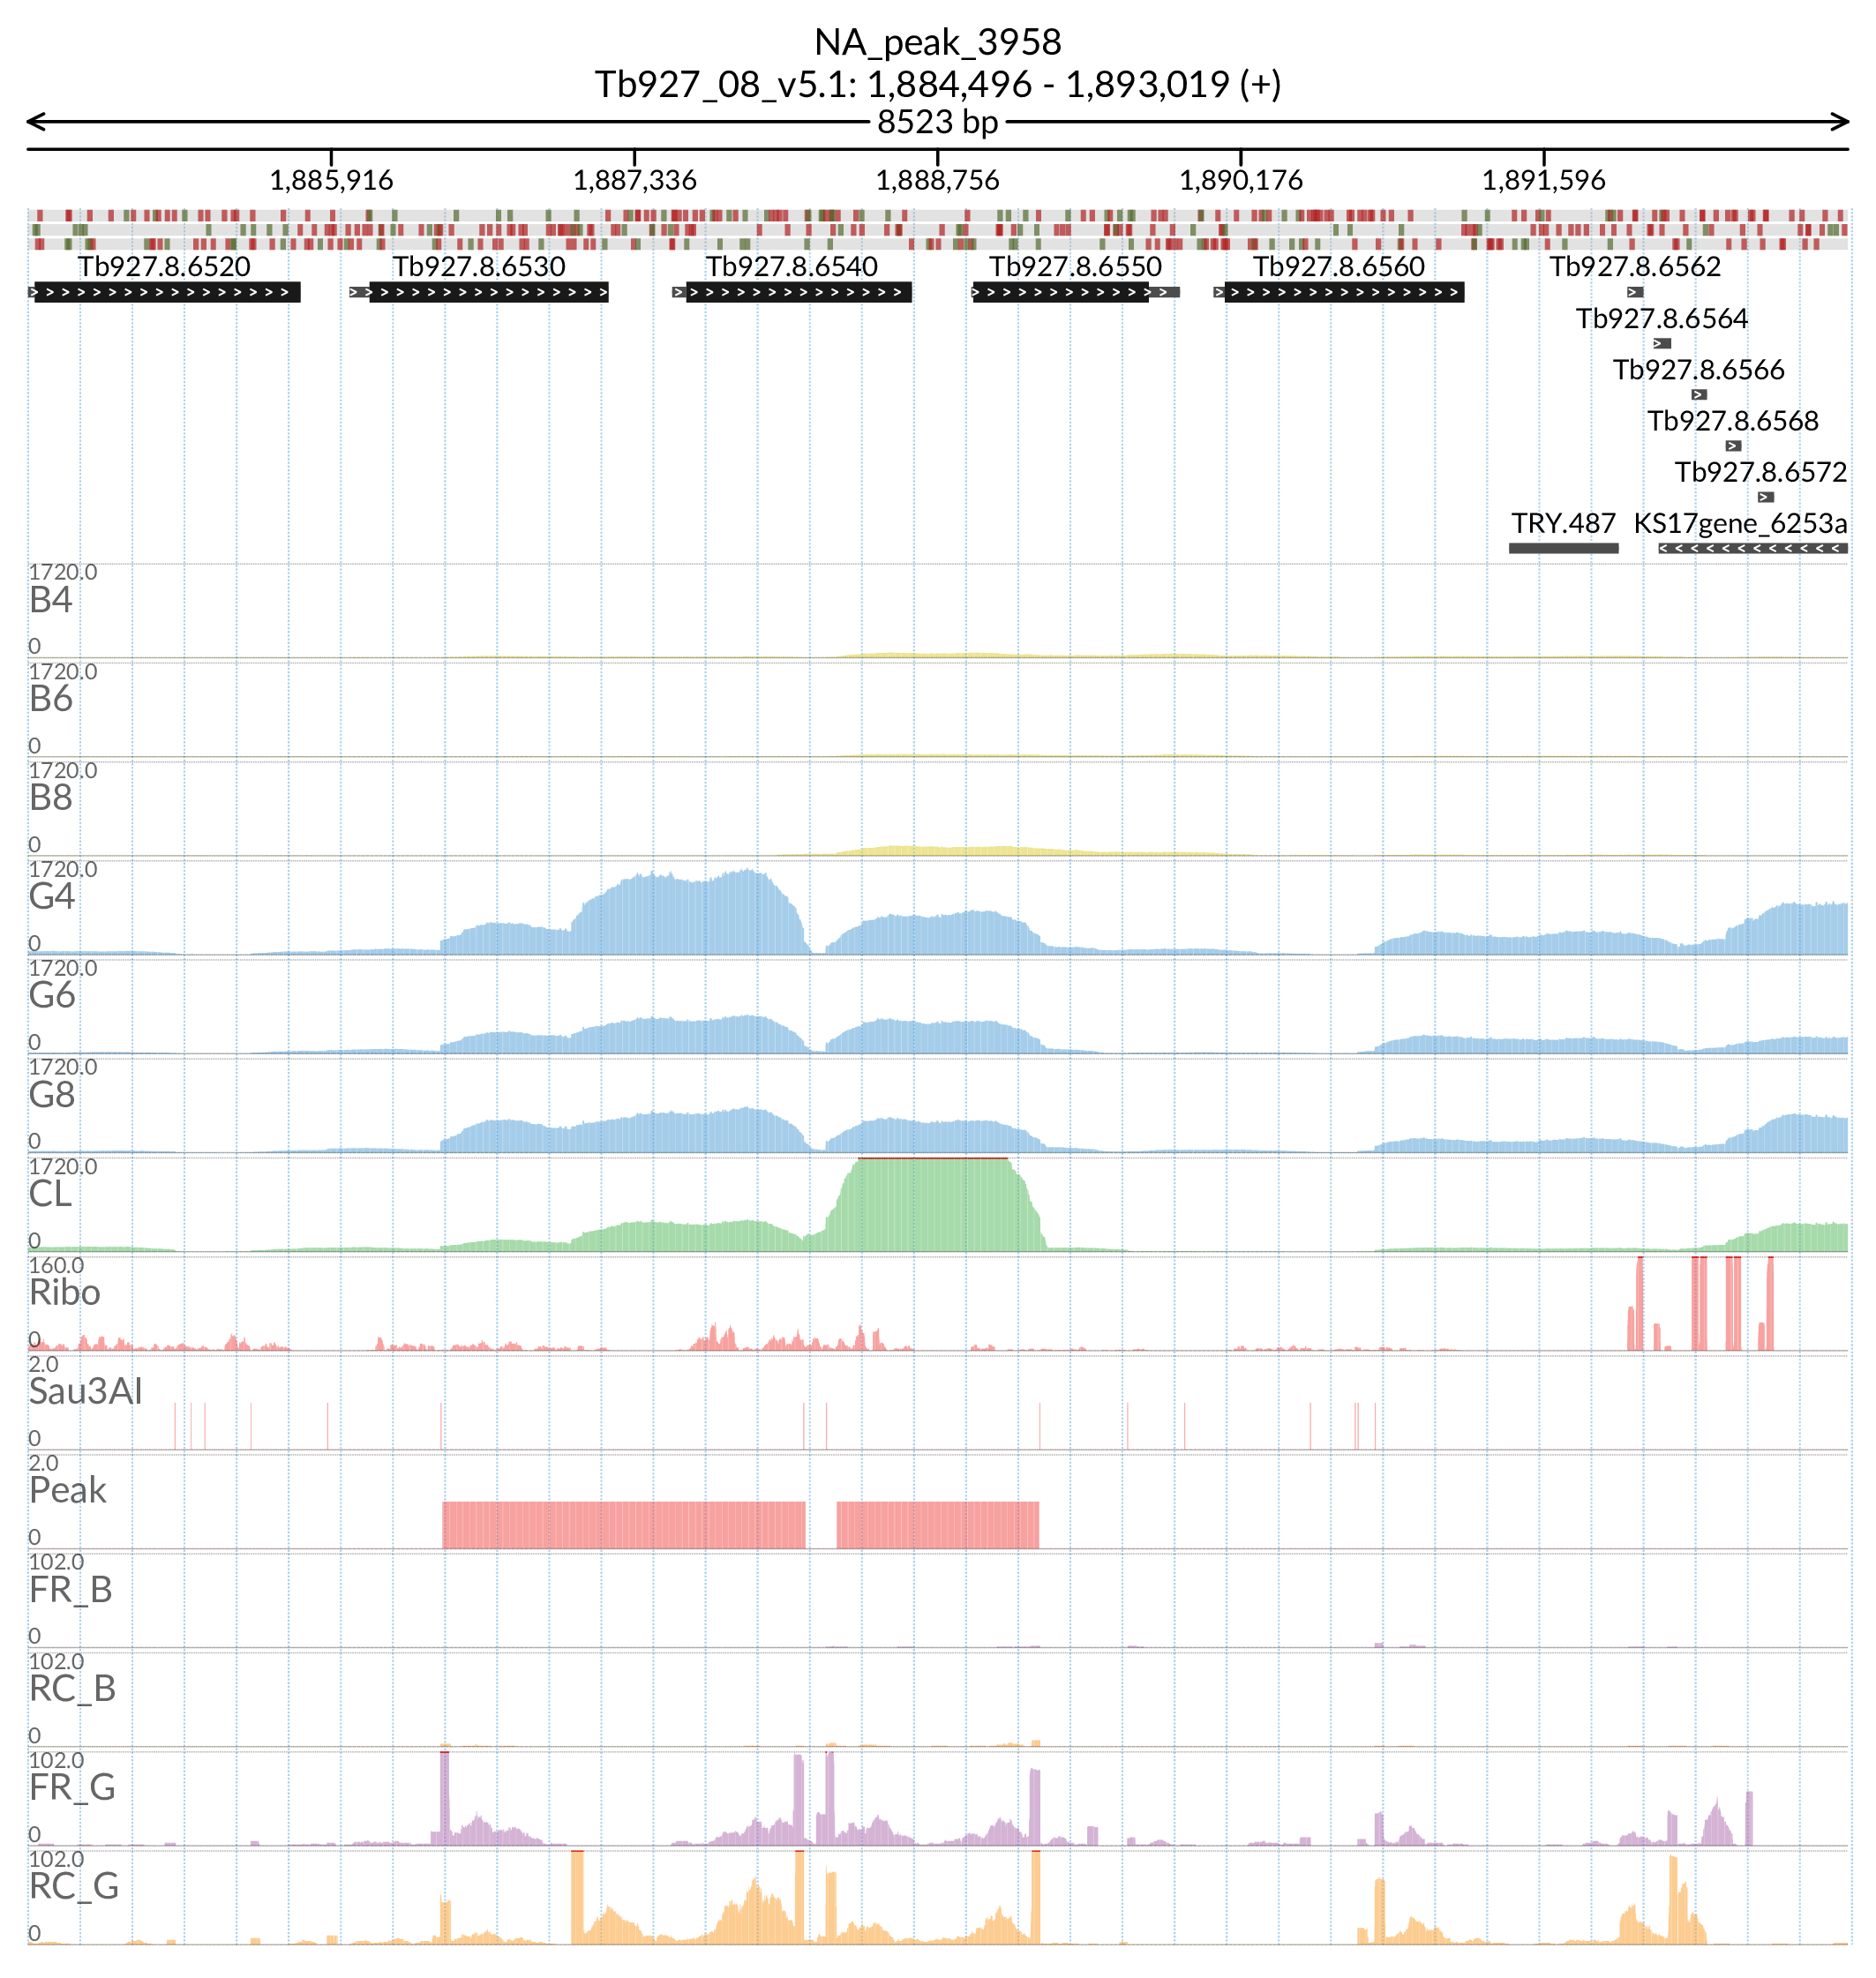 NA_peak_3958
Tb927_08_v5.1: 1,884,496 - 1,893,019 (+)
8523 bp
1,885,916 1,887,336 1,888,756 1,890,176 1,891,596
Tb927.8.6520 Tb927.8.6530 Tb927.8.6540 Tb927.8.6550 Tb927.8.6560 Tb927.8.6562
Tb927.8.6564
Tb927.8.6566
Tb927.8.6568
Tb927.8.6572
TRY.487 KS17gene_6253a
1720.0
B4
0
1720.0
B6
0
1720.0
B8
0
1720.0
G4
0
1720.0
G6
0
1720.0
G8
0
1720.0
CL
0
160.0
Ribo
0
2.0
Sau3AI
0
2.0
Peak
0
102.0
FR_B
0
102.0
RC_B
0
102.0
FR_G
0
102.0
RC_G
0